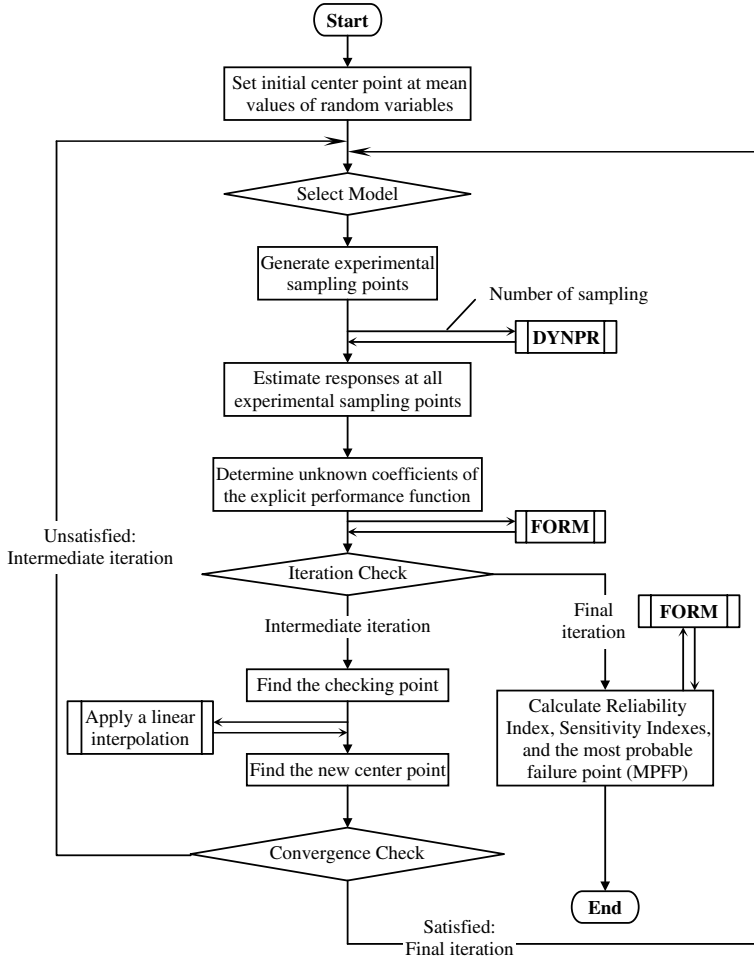 Start
Set initial center point at mean
values of random variables
Select Model
Generate experimental
sampling points
Number of sampling
DYNPR
Estimate responses at all
experimental sampling points
Determine unknown coefficients of
the explicit performance function
FORM
Unsatisfied:
Intermediate iteration
Iteration Check
Final
iteration
FORM
Intermediate iteration
Find the checking point
Apply a linear
interpolation
Calculate Reliability
Index, Sensitivity Indexes,
and the most probable
failure point (MPFP)
Find the new center point
Convergence Check
End
Satisfied:
Final iteration